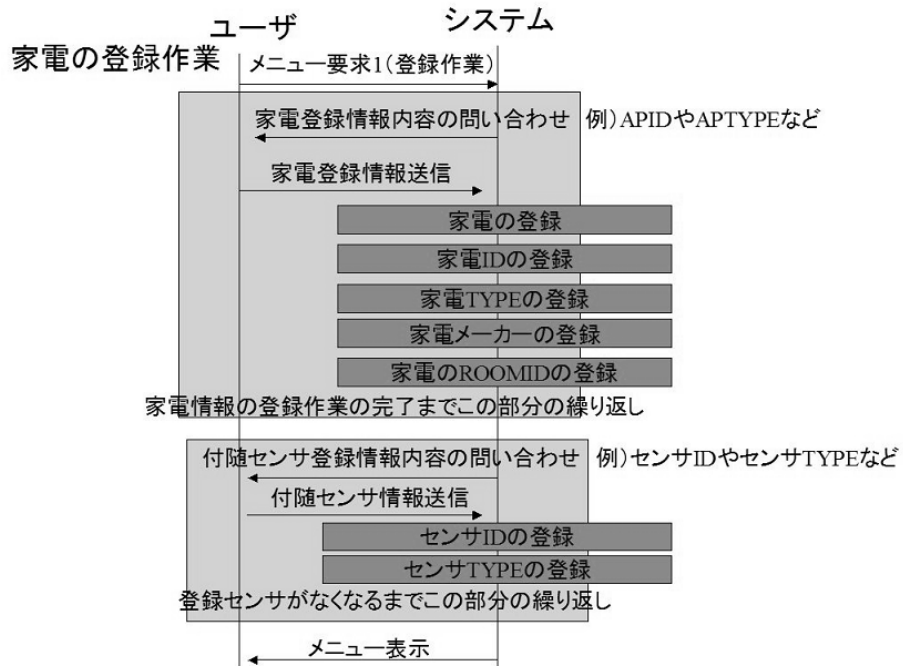 ユーザ
システム
家電の登録作業
メニュー要求1(登録作業)
家電登録情報内容の問い合わせ 例)APIDやAPTYPEなど
家電登録情報送信
家電の登録
家電IDの登録
家電TYPEの登録
家電メーカーの登録
家電のROOMIDの登録
家電情報の登録作業の完了までこの部分の繰り返し
付随センサ登録情報内容の問い合わせ 例)センサIDやセンサTYPEなど
付随センサ情報送信
センサIDの登録
センサTYPEの登録
登録センサがなくなるまでこの部分の繰り返し
メニュー表示